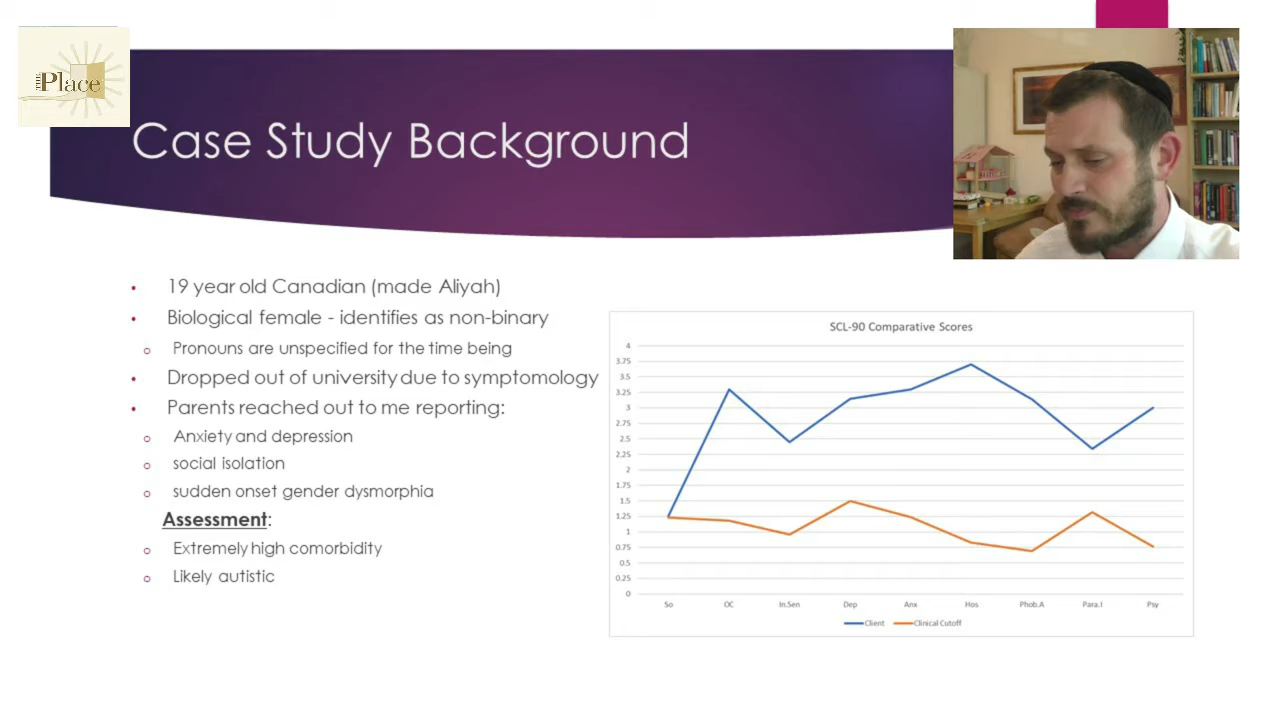 THE Place
Case Study Background
19 year old Canadian (made Aliyah)
Biological female - identifies as non-binary
Pronouns are unspecified for the time being
Dropped out of university due to symptomology
Parents reached out to me reporting:
Anxiety and depression
social isolation
sudden onset gender dysmorphia
Assessment:
Extremely high comorbidity
Likely autistic
SCL-90 Comparative Scores
4
3.75
3.5
3.25
3
2.75
2.5
2.25
2
1.75
1.5
1.25
1
0.75
0.5
0.25
0
So OC In.Sen Dep Anx Hos Phob.A Para.I Psy
Client Clinical Cutoff